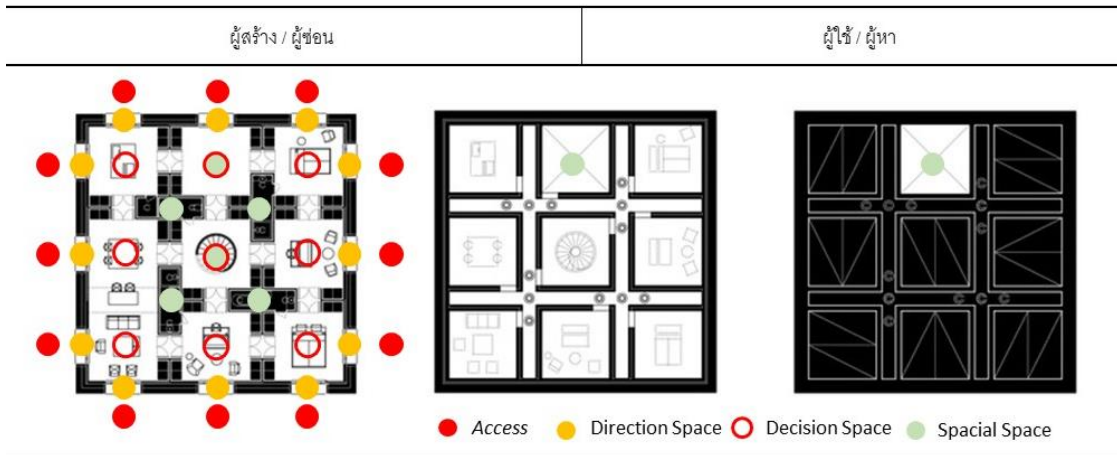 ผู้สร้าง / ผู้ซ่อน
ผู้ใช้ / ผู้หา
Access
Direction Space
Decision Space
Spacial Space